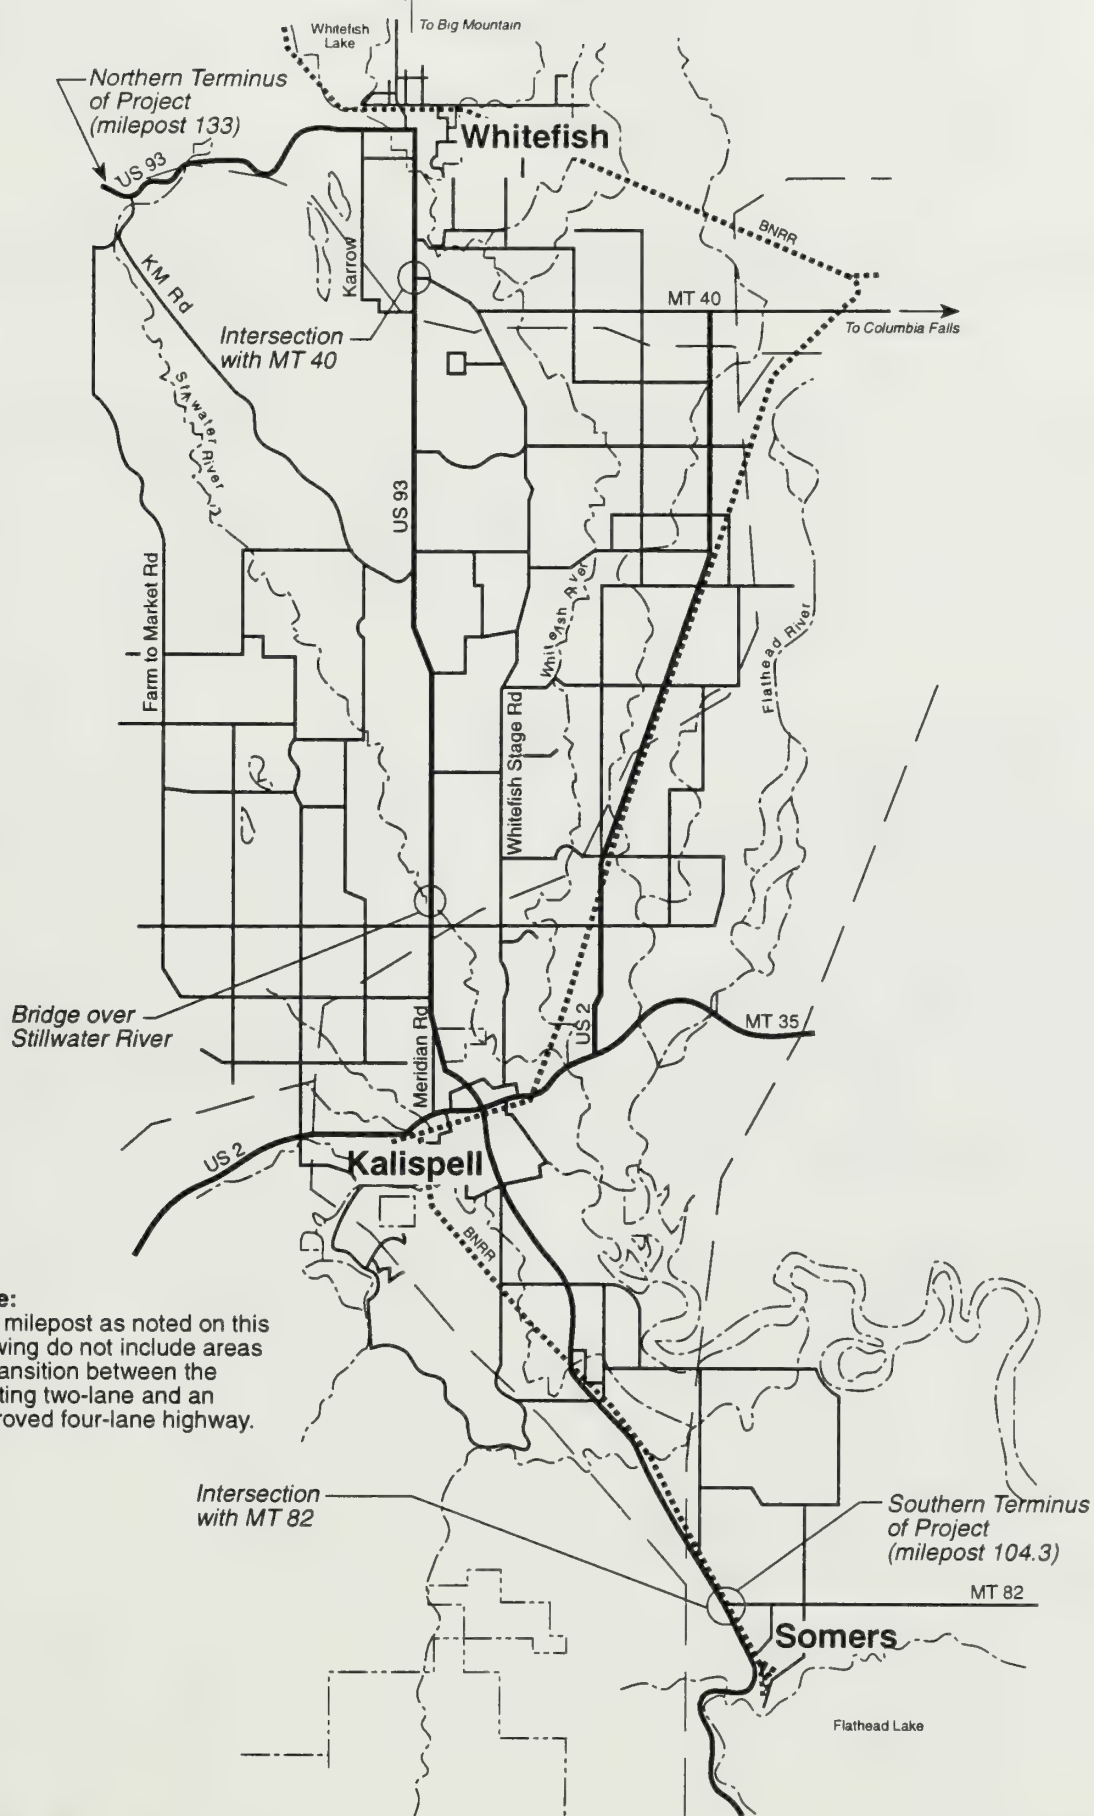 Whitefish
Lake
To Big Mountain
Northern Terminus
of Project
(milepost 133)
Whitefish
US 93
BNRR
Karrow
KM Rd
MT 40
To Columbia Falls
Intersection
with MT 40
Stillwater
River
US 93
Farm to Market Rd
Whitefish River
Flathead River
Whitefish Stage Rd
Bridge over
Stillwater River
Meridian Rd
US 2
MT 35
US 2
Kalispell
BNRR
e:
milepost as noted on this
wing do not include areas
ansition between the
ting two-lane and an
roved four-lane highway.
Intersection
with MT 82
Southern Terminus
of Project
(milepost 104.3)
MT 82
Somers
Flathead Lake